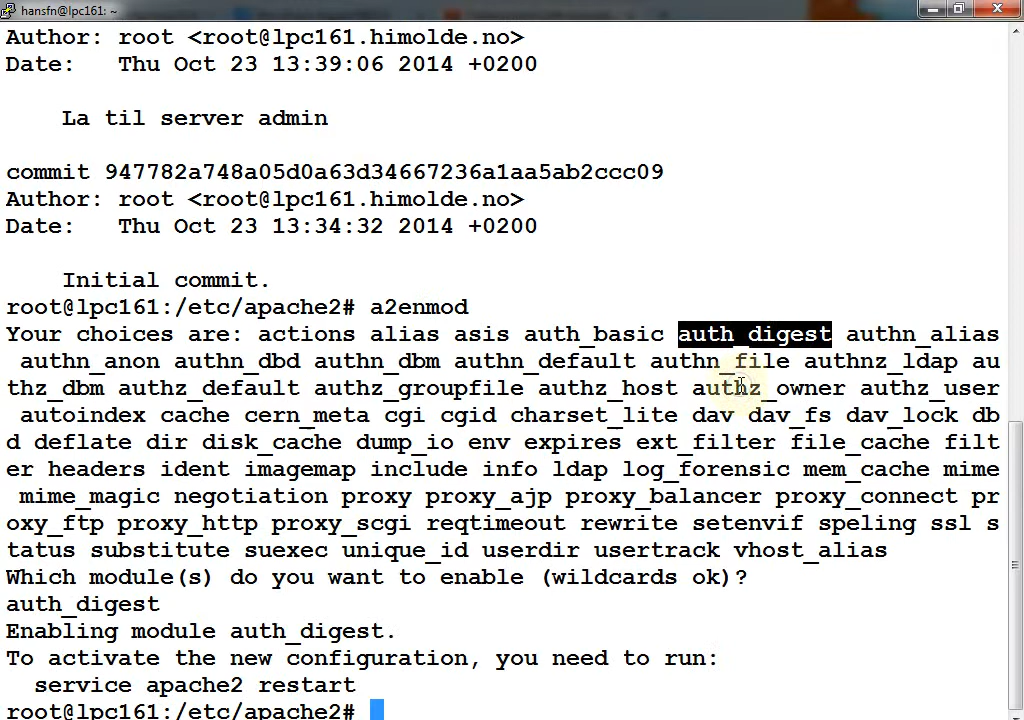 hansfn@lpc161: ~
Author: root <root@lpc161.himolde.no>
Date:   Thu Oct 23 13:39:06 2014 +0200
    La til server admin
commit 947782a748a05d0a63d34667236a1aa5ab2ccc09
Author: root <root@lpc161.himolde.no>
Date:   Thu Oct 23 13:34:32 2014 +0200
    Initial commit.
root@lpc161:/etc/apache2# a2enmod
Your choices are: actions alias asis auth_basic auth_digest authn_alias
 authn_anon authn_dbd authn_dbm authn_default authn_file authnz_ldap au
thz_dbm authz_default authz_groupfile authz_host authz_owner authz_user
 autoindex cache cern_meta cgi cgid charset_lite dav dav_fs dav_lock db
d deflate dir disk_cache dump_io env expires ext_filter file_cache filt
er headers ident imagemap include info ldap log_forensic mem_cache mime
 mime_magic negotiation proxy proxy_ajp proxy_balancer proxy_connect pr
oxy_ftp proxy_http proxy_scgi reqtimeout rewrite setenvif speling ssl s
tatus substitute suexec unique_id userdir usertrack vhost_alias
Which module(s) do you want to enable (wildcards ok)?
auth_digest
Enabling module auth_digest.
To activate the new configuration, you need to run:
  service apache2 restart
root@lpc161:/etc/apache2#